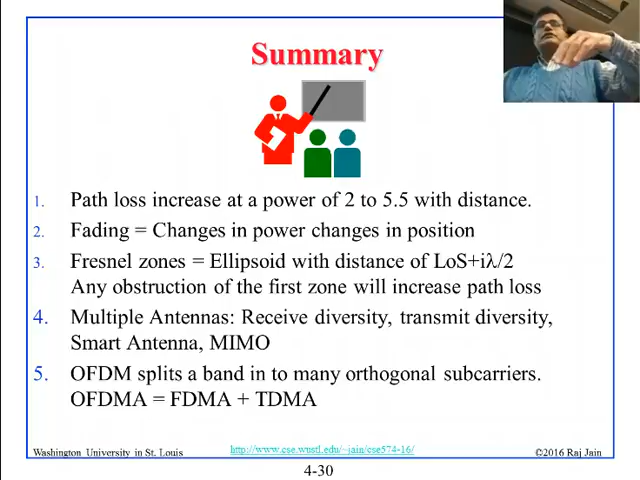 Summary
1. Path loss increase at a power of 2 to 5.5 with distance.
2. Fading = Changes in power changes in position
3. Fresnel zones = Ellipsoid with distance of LoS+iλ/2
Any obstruction of the first zone will increase path loss
4. Multiple Antennas: Receive diversity, transmit diversity,
Smart Antenna, MIMO
5. OFDM splits a band in to many orthogonal subcarriers.
OFDMA = FDMA + TDMA
Washington University in St. Louis
http://www.cse.wustl.edu/~jain/cse574-16/
©2016 Raj Jain
4-30